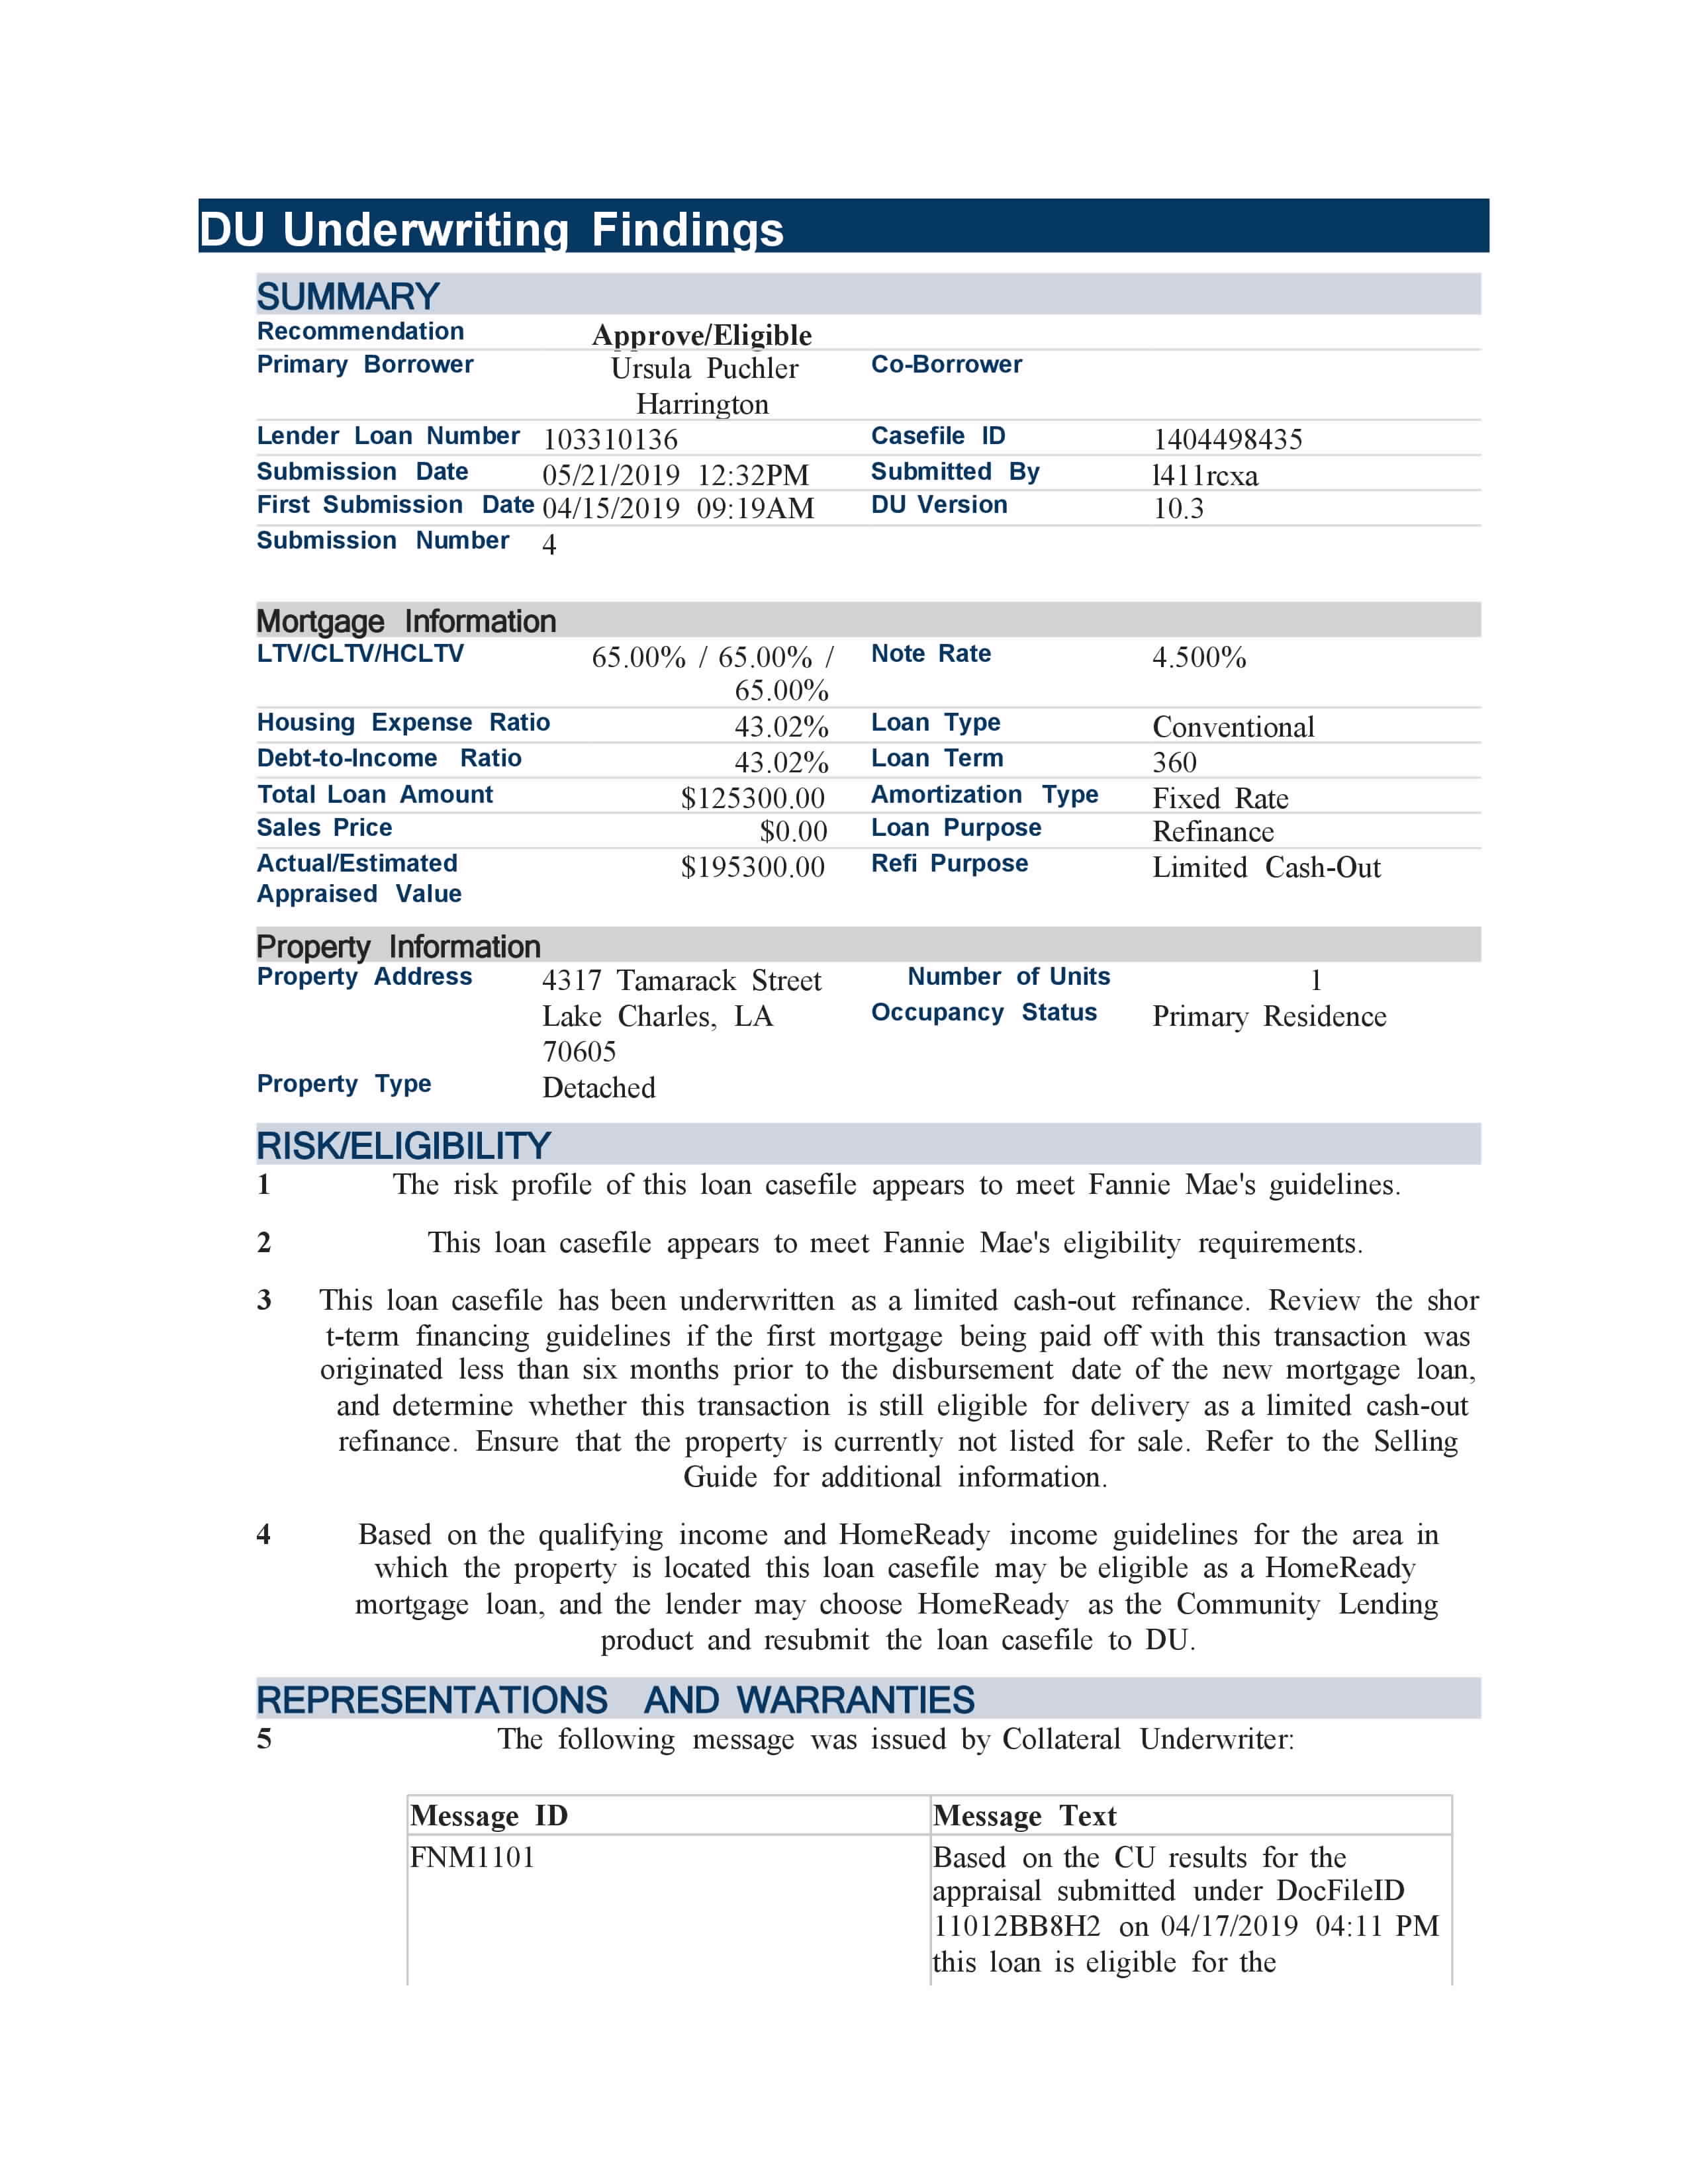 DU Underwriting Findings
SUMMARY
Recommendation Approve/Eligible
Primary Borrower Ursula Puchler Co-Borrower
Harrington
Lender Loan Number 103310136 Casefile ID 1404498435
Submission Date 05/21/2019 12:32PM Submitted By l411rcxa
First Submission Date 04/15/2019 09:19AM DU Version 10.3
Submission Number 4
Mortgage Information
LTV/CLTV/HCLTV 65.00% / 65.00% / Note Rate 4.500%
65.00%
Housing Expense Ratio 43.02% Loan Type Conventional
Debt-to-Income Ratio 43.02% Loan Term 360
Total Loan Amount $125300.00 Amortization Type Fixed Rate
Sales Price $0.00 Loan Purpose Refinance
Actual/Estimated $195300.00 Refi Purpose Limited Cash-Out
Appraised Value
Property Information
Property Address 4317 Tamarack Street Number of Units 1
Lake Charles, LA Occupancy Status Primary Residence
70605
Property Type Detached
RISK/ELIGIBILITY
1 The risk profile of this loan casefile appears to meet Fannie Mae's guidelines.
2 This loan casefile appears to meet Fannie Mae's eligibility requirements.
3 This loan casefile has been underwritten as a limited cash-out refinance. Review the shor
t-term financing guidelines if the first mortgage being paid off with this transaction was
originated less than six months prior to the disbursement date of the new mortgage loan,
and determine whether this transaction is still eligible for delivery as a limited cash-out
refinance. Ensure that the property is currently not listed for sale. Refer to the Selling
Guide for additional information.
4 Based on the qualifying income and HomeReady income guidelines for the area in
which the property is located this loan casefile may be eligible as a HomeReady
mortgage loan, and the lender may choose HomeReady as the Community Lending
product and resubmit the loan casefile to DU.
REPRESENTATIONS AND WARRANTIES
5 The following message was issued by Collateral Underwriter:
Message ID Message Text
FNM1101 Based on the CU results for the
appraisal submitted under DocFileID
11012BB8H2 on 04/17/2019 04:11 PM
this loan is eligible for the